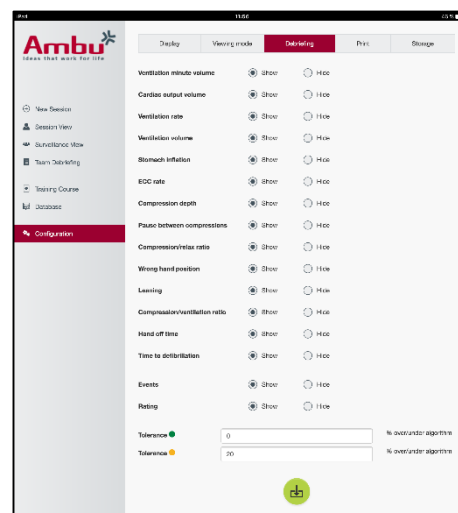 iPad 11.06
Ambu
Ideas that work for life
Display Viewing mode Debriefing Print Storage
Ventilation minute volume Show Hide
Cardiac output volume Show Hide
Ventilation rate Show Hide
New Session
Ventilation volume Show Hide
Session View
Surveillance View
Stomach inflation Show Hide
Team Debriefing
ECC rate Show Hide
Training Course
Compression depth Show Hide
Database
Pause between compressions Show Hide
Configuration
Compression/relax ratio Show Hide
Wrong hand position Show Hide
Leaning Show Hide
Compression/ventilation ratio Show Hide
Hand off time Show Hide
Time to defibrillation Show Hide
Events Show Hide
Rating Show Hide
Tolerance 0 % over/under algorithm
Tolerance 20 % over/under algorithm